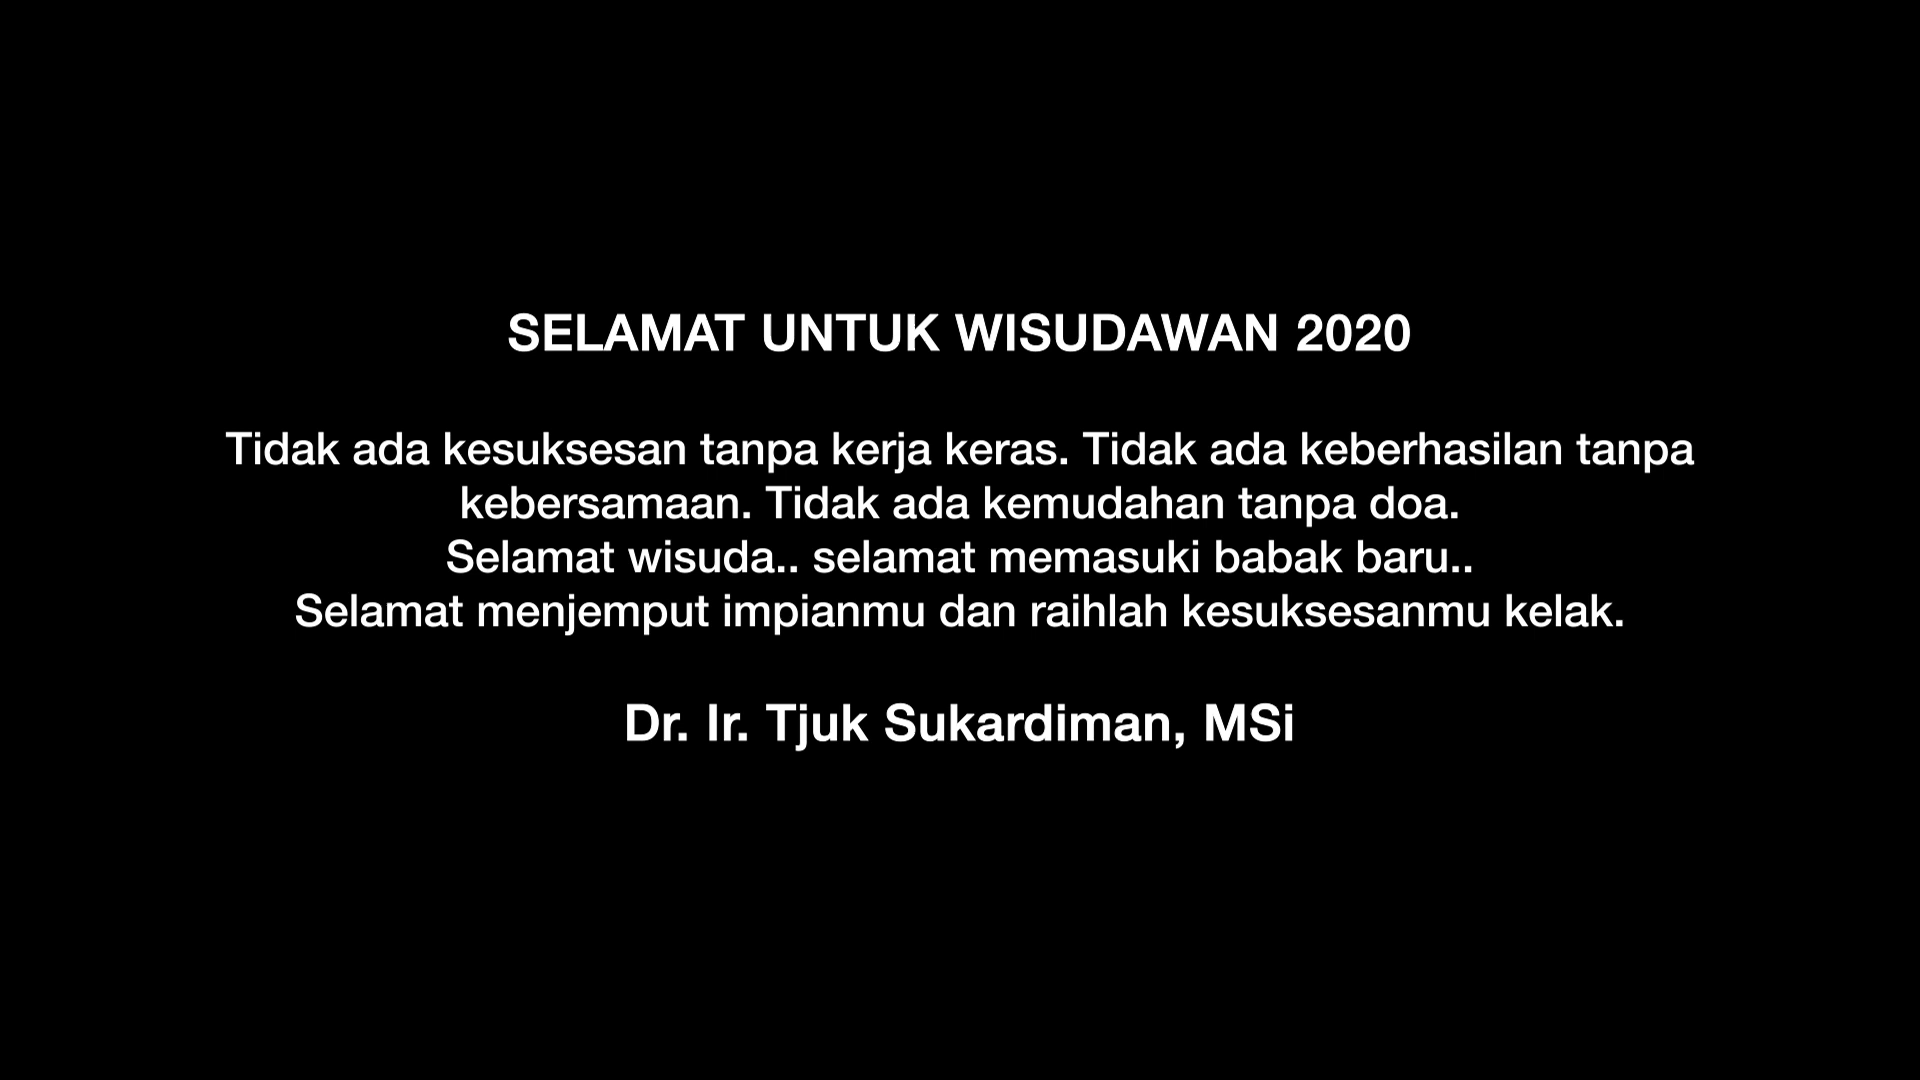 SELAMAT UNTUK WISUDAWAN 2020
Tidak ada kesuksesan tanpa kerja keras. Tidak ada keberhasilan tanpa
kebersamaan. Tidak ada kemudahan tanpa doa.
Selamat wisuda.. selamat memasuki babak baru..
Selamat menjemput impianmu dan raihlah kesuksesanmu kelak.
Dr. Ir. Tjuk Sukardiman, MSi